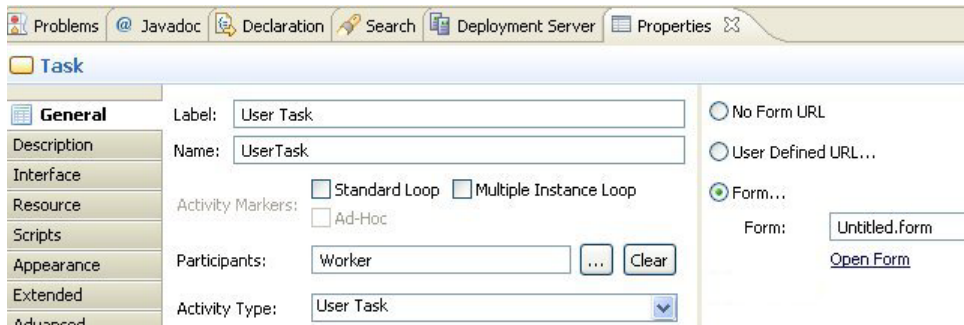 Problems @ Javadoc Declaration Search Deployment Server Properties
Task
General
Description
Interface
Resource
Scripts
Appearance
Extended
Advanced
Label: User Task
Name: UserTask
Activity Markers: Standard Loop Multiple Instance Loop
Ad-Hoc
Participants: Worker ... Clear
Activity Type: User Task
No Form URL
User Defined URL...
Form...
Form: Untitled.form
Open Form